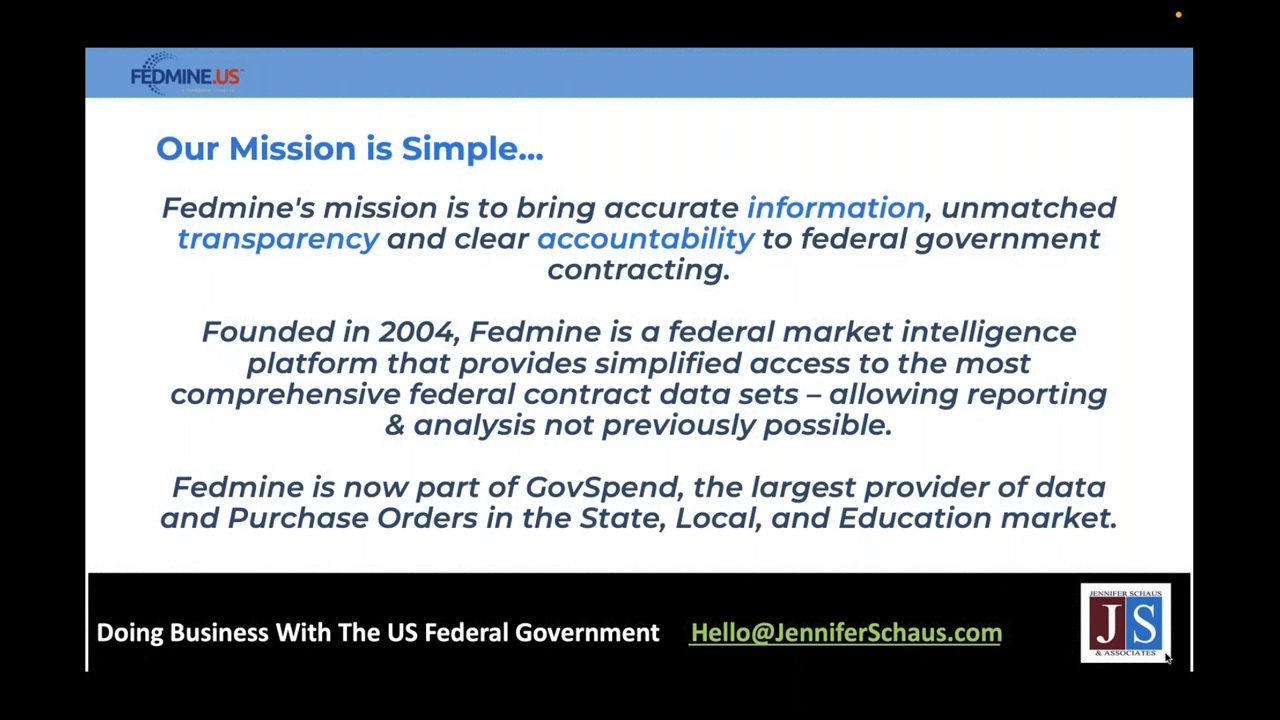 FEDMINE.US
Our Mission is Simple...
Fedmine's mission is to bring accurate information, unmatched
transparency and clear accountability to federal government
contracting.
Founded in 2004, Fedmine is a federal market intelligence
platform that provides simplified access to the most
comprehensive federal contract data sets – allowing reporting
& analysis not previously possible.
Fedmine is now part of GovSpend, the largest provider of data
and Purchase Orders in the State, Local, and Education market.
Doing Business With The US Federal Government Hello@JenniferSchaus.com
JENNIFER SCHAUS
JS
& ASSOCIATES